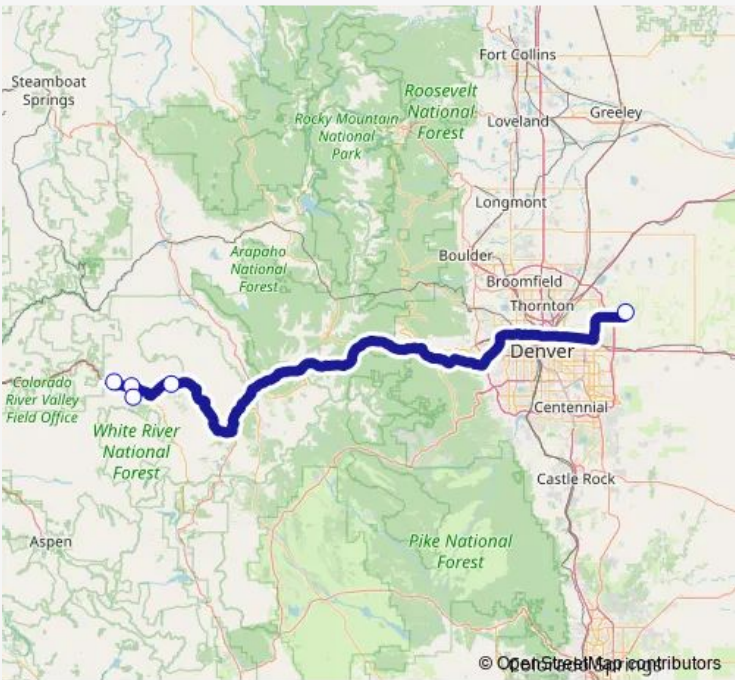 Fort Collins
Steamboat
Springs
Roosevelt
National
Forest
Greeley
Rocky Mountain
National
Park
Loveland
Longmont
Arapaho
National
Forest
Boulder
Broomfield
Thornton
Denver
Colorado
River Valley
Field Office
White River
National
Forest
Centennial
Castle Rock
Aspen
Pike National
Forest
Colorado Springs
© OpenStreetMap contributors